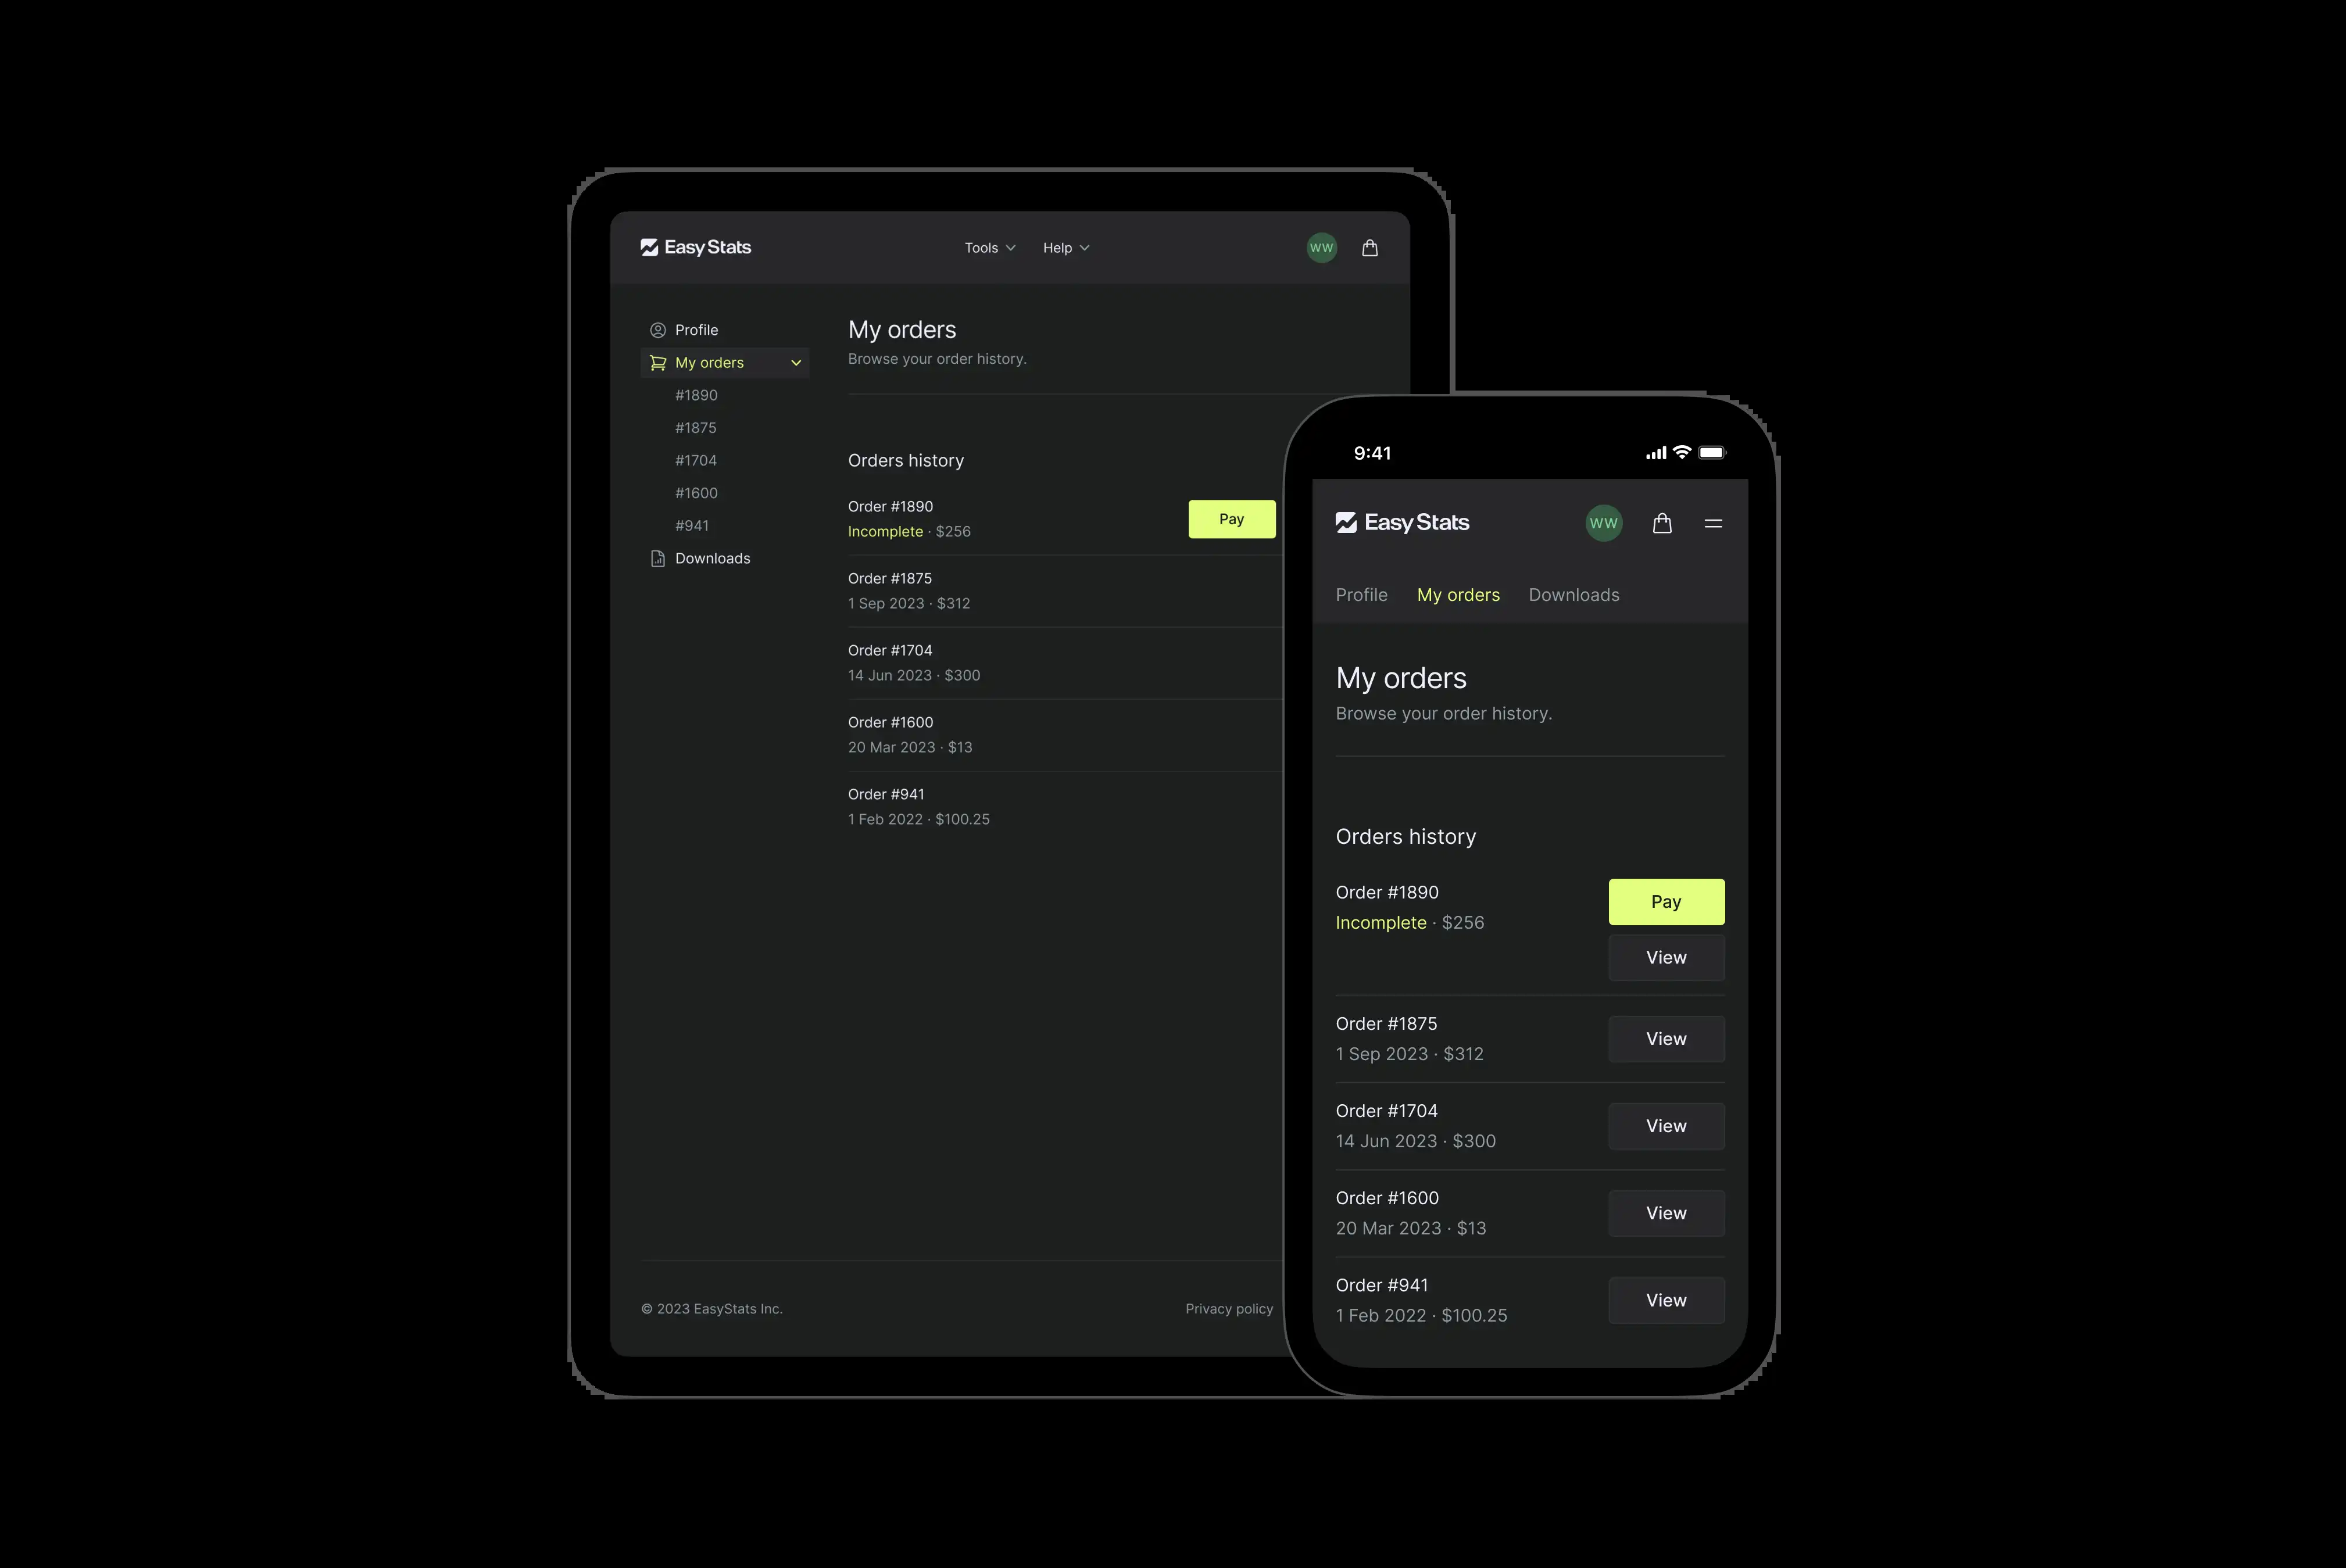 EasyStats
Tools Help
WW
Profile
My orders
#1890
#1875
#1704
#1600
#941
Downloads
My orders
Browse your order history.
Orders history
Order #1890
Incomplete · $256
Pay
Order #1875
1 Sep 2023 · $312
Order #1704
14 Jun 2023 · $300
Order #1600
20 Mar 2023 · $13
Order #941
1 Feb 2022 · $100.25
© 2023 EasyStats Inc.
Privacy policy
9:41
EasyStats
WW
Profile My orders Downloads
My orders
Browse your order history.
Orders history
Order #1890
Incomplete · $256
Pay
View
Order #1875
1 Sep 2023 · $312
View
Order #1704
14 Jun 2023 · $300
View
Order #1600
20 Mar 2023 · $13
View
Order #941
1 Feb 2022 · $100.25
View